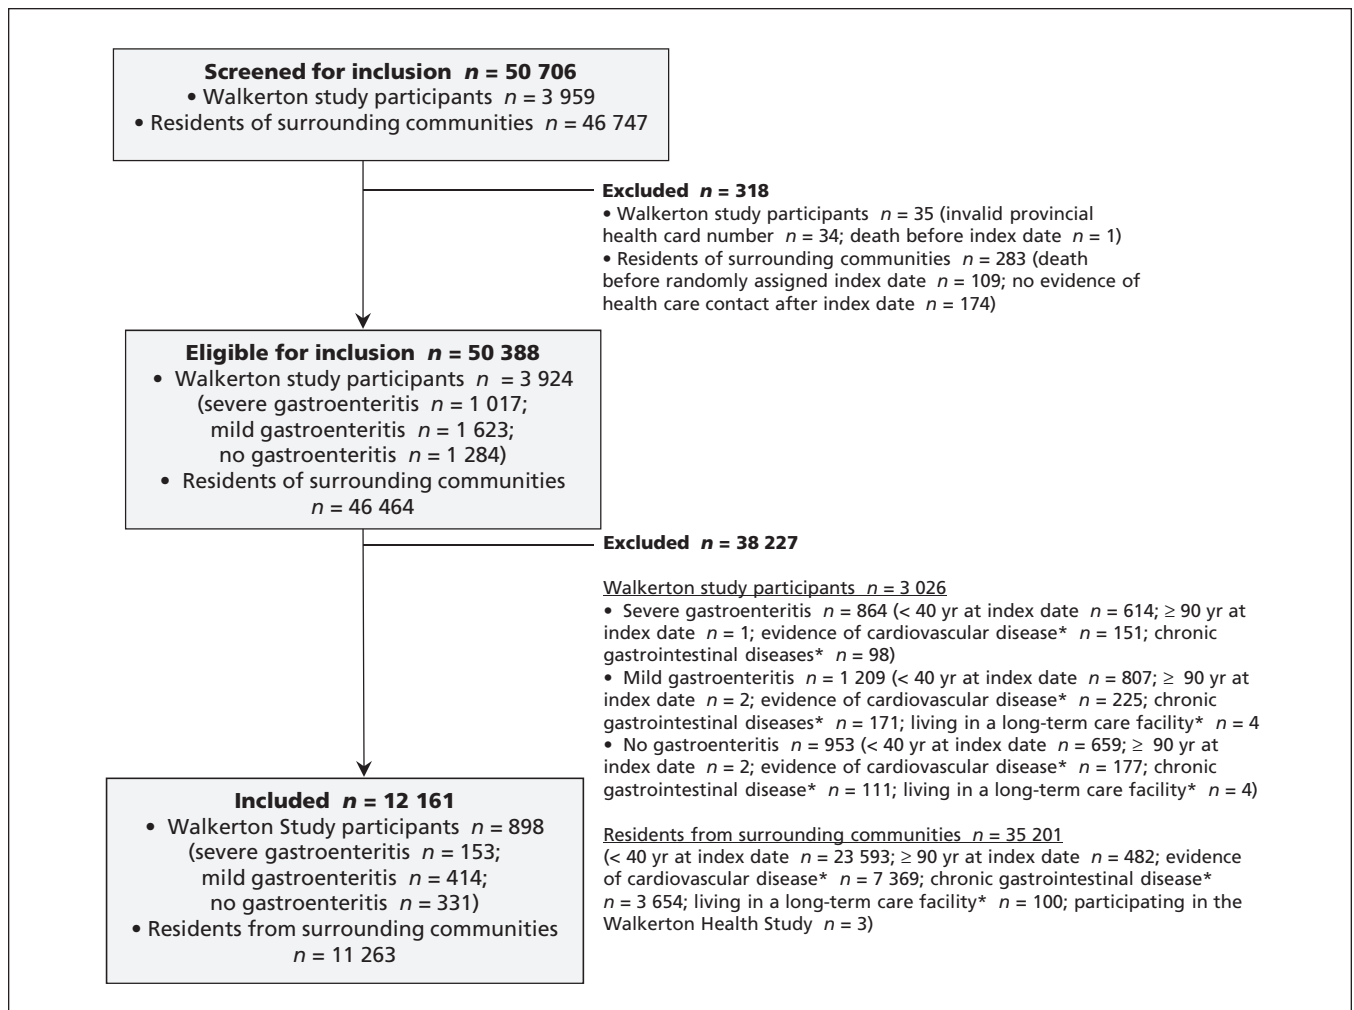 Screened for inclusion n = 50 706
• Walkerton study participants n = 3 959
• Residents of surrounding communities n = 46 747
Excluded n = 318
• Walkerton study participants n = 35 (invalid provincial
health card number n = 34; death before index date n = 1)
• Residents of surrounding communities n = 283 (death
before randomly assigned index date n = 109; no evidence of
health care contact after index date n = 174)
Eligible for inclusion n = 50 388
• Walkerton study participants n = 3 924
(severe gastroenteritis n = 1 017;
mild gastroenteritis n = 1 623;
no gastroenteritis n = 1 284)
• Residents of surrounding communities
n = 46 464
Excluded n = 38 227
Walkerton study participants n = 3 026
• Severe gastroenteritis n = 864 (< 40 yr at index date n = 614; ≥ 90 yr at
index date n = 1; evidence of cardiovascular disease* n = 151; chronic
gastrointestinal diseases* n = 98)
• Mild gastroenteritis n = 1 209 (< 40 yr at index date n = 807; ≥ 90 yr at
index date n = 2; evidence of cardiovascular disease* n = 225; chronic
gastrointestinal diseases* n = 171; living in a long-term care facility* n = 4
• No gastroenteritis n = 953 (< 40 yr at index date n = 659; ≥ 90 yr at
index date n = 2; evidence of cardiovascular disease* n = 177; chronic
gastrointestinal disease* n = 111; living in a long-term care facility* n = 4)
Residents from surrounding communities n = 35 201
(< 40 yr at index date n = 23 593; ≥ 90 yr at index date n = 482; evidence
of cardiovascular disease* n = 7 369; chronic gastrointestinal disease*
n = 3 654; living in a long-term care facility* n = 100; participating in the
Walkerton Health Study n = 3)
Included n = 12 161
• Walkerton Study participants n = 898
(severe gastroenteritis n = 153;
mild gastroenteritis n = 414;
no gastroenteritis n = 331)
• Residents from surrounding communities
n = 11 263